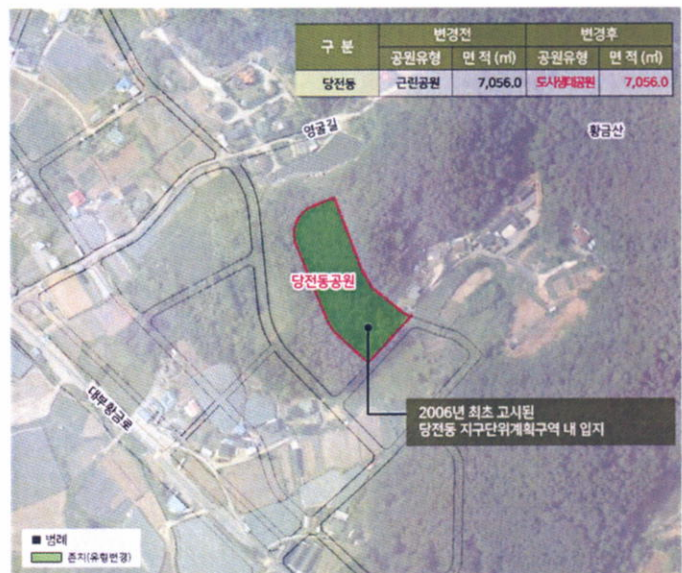 구 분 변경전 변경후
공원유형 면 적 (㎡) 공원유형 면 적 (㎡)
당전동 근린공원 7,056.0 도시생태공원 7,056.0
영굴길
황금산
당전동공원
대부황금로
2006년 최초 고시된
당전동 지구단위계획구역 내 입지
■ 범례
존치(유형변경)